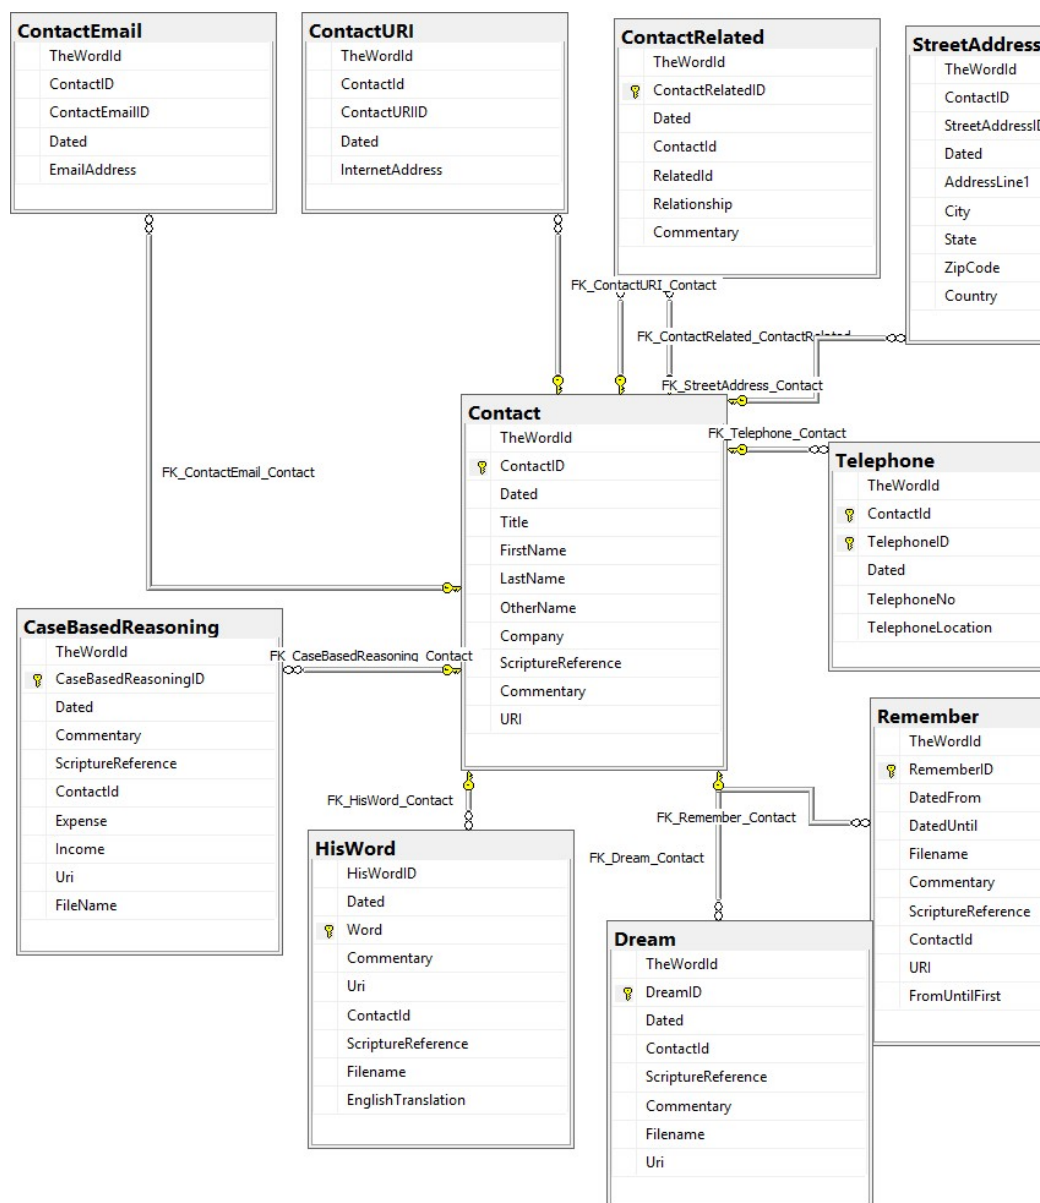 ContactEmail
TheWordId
ContactID
ContactEmailID
Dated
EmailAddress
ContactURI
TheWordId
ContactId
ContactURIID
Dated
InternetAddress
ContactRelated
TheWordId
ContactRelatedID
Dated
ContactId
RelatedId
Relationship
Commentary
StreetAddress
TheWordId
ContactID
StreetAddressID
Dated
AddressLine1
City
State
ZipCode
Country
FK_ContactURI_Contact
FK_ContactRelated_ContactRelated
FK_StreetAddress_Contact
FK_Telephone_Contact
FK_ContactEmail_Contact
Contact
TheWordId
ContactID
Dated
Title
FirstName
LastName
OtherName
Company
ScriptureReference
Commentary
URI
Telephone
TheWordId
ContactId
TelephoneID
Dated
TelephoneNo
TelephoneLocation
CaseBasedReasoning
TheWordId
CaseBasedReasoningID
Dated
Commentary
ScriptureReference
ContactId
Expense
Income
Uri
FileName
FK_CaseBasedReasoning_Contact
FK_HisWord_Contact
FK_Remember_Contact
FK_Dream_Contact
Remember
TheWordId
RememberID
DatedFrom
DatedUntil
Filename
Commentary
ScriptureReference
ContactId
URI
FromUntilFirst
HisWord
HisWordID
Dated
Word
Commentary
Uri
ContactId
ScriptureReference
Filename
EnglishTranslation
Dream
TheWordId
DreamID
Dated
ContactId
ScriptureReference
Commentary
Filename
Uri